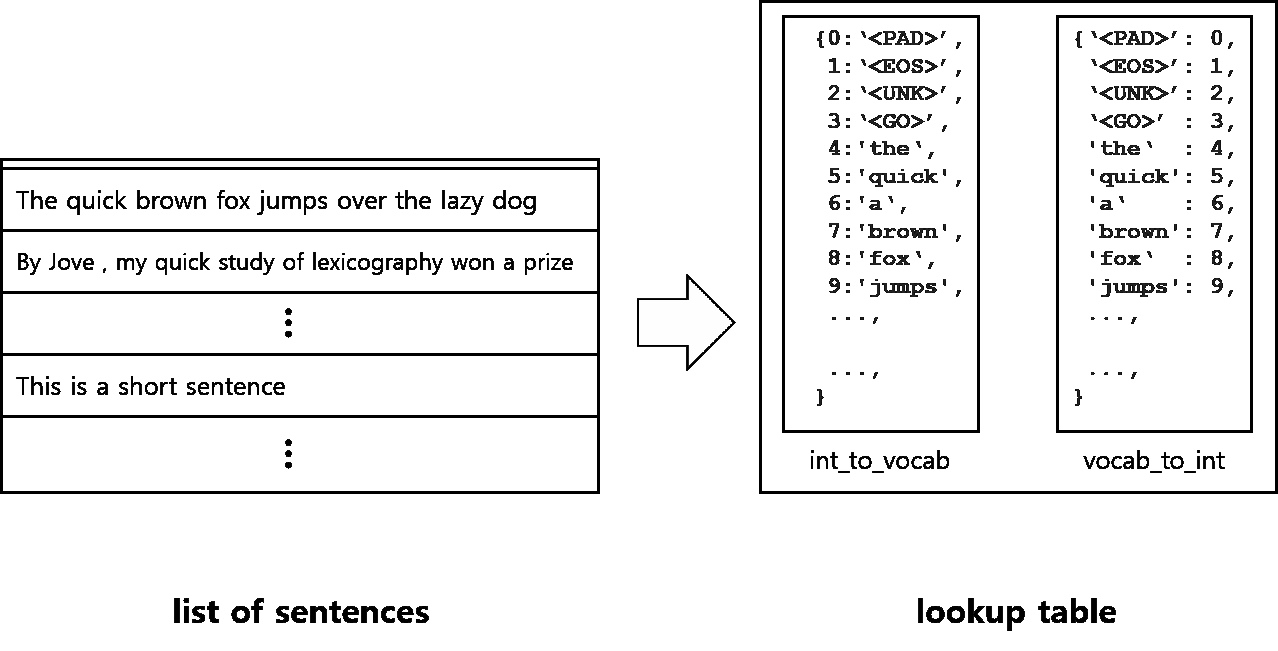 The quick brown fox jumps over the lazy dog
By Jove , my quick study of lexicography won a prize
This is a short sentence
list of sentences
{0:‘<PAD>’,
1:‘<EOS>’,
2:‘<UNK>’,
3:‘<GO>’,
4:'the‘,
5:'quick',
6:'a‘,
7:'brown',
8:'fox‘,
9:'jumps',
...,
...,
}
int_to_vocab
{‘<PAD>’: 0,
‘<EOS>’: 1,
‘<UNK>’: 2,
‘<GO>’ : 3,
'the‘ : 4,
'quick': 5,
'a‘ : 6,
'brown': 7,
'fox‘ : 8,
'jumps': 9,
...,
...,
}
vocab_to_int
lookup table